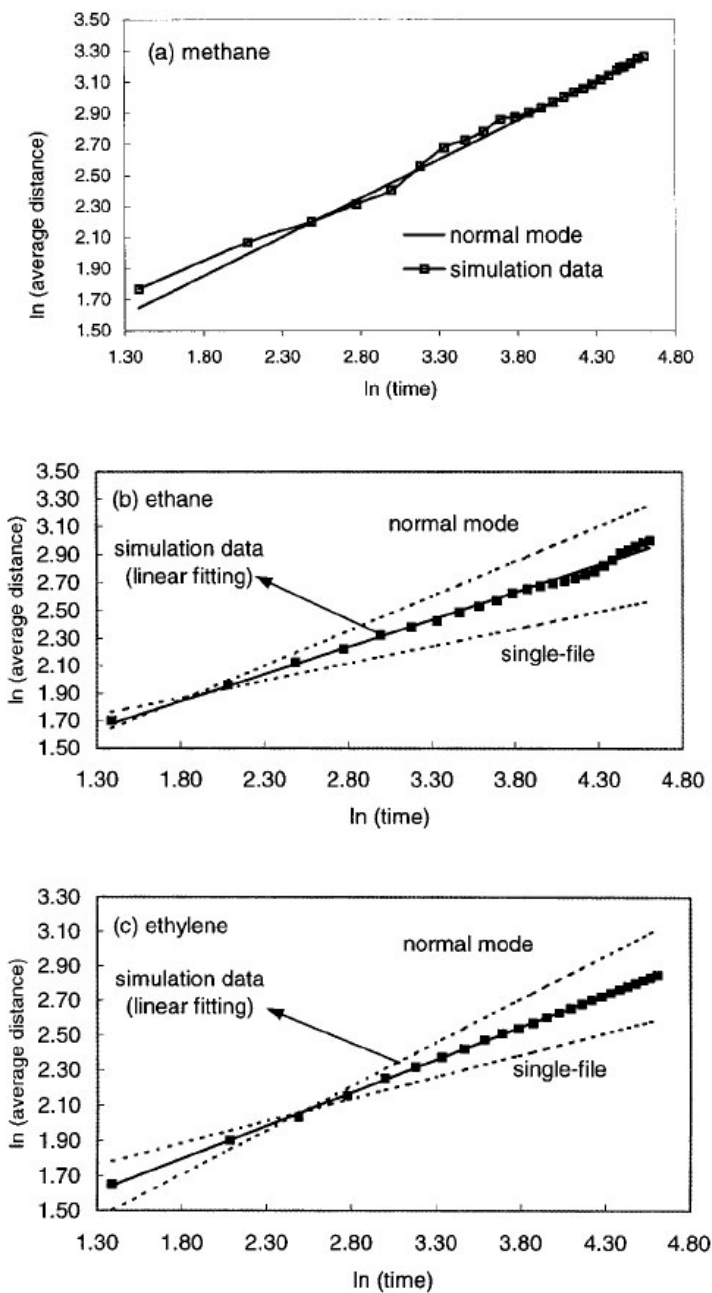 (a) methane
ln (average distance)
3.50
3.30
3.10
2.90
2.70
2.50
2.30
2.10
1.90
1.70
1.50
normal mode
simulation data
1.30 1.80 2.30 2.80 3.30 3.80 4.30 4.80
ln (time)
(b) ethane
ln (average distance)
3.50
3.30
3.10
2.90
2.70
2.50
2.30
2.10
1.90
1.70
1.50
normal mode
simulation data
(linear fitting)
single-file
1.30 1.80 2.30 2.80 3.30 3.80 4.30 4.80
ln (time)
(c) ethylene
ln (average distance)
3.30
3.10
2.90
2.70
2.50
2.30
2.10
1.90
1.70
1.50
normal mode
simulation data
(linear fitting)
single-file
1.30 1.80 2.30 2.80 3.30 3.80 4.30 4.80
ln (time)